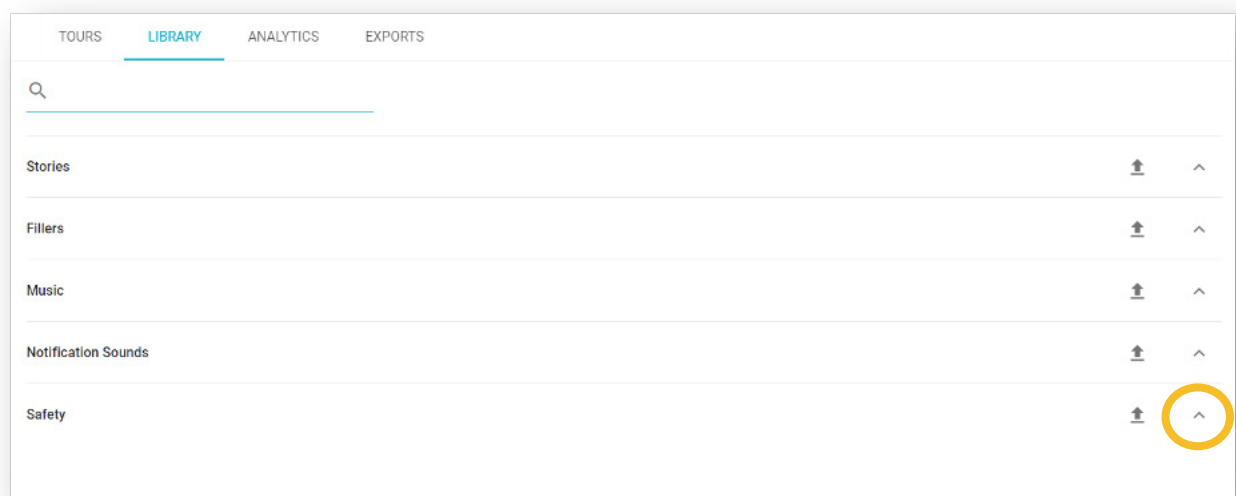 TOURS LIBRARY ANALYTICS EXPORTS
Stories
Fillers
Music
Notification Sounds
Safety